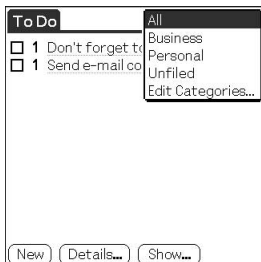 To Do
All
Business
Personal
Unfiled
Edit Categories...
1 Don't forget to
1 Send e-mail co
New Details... Show...